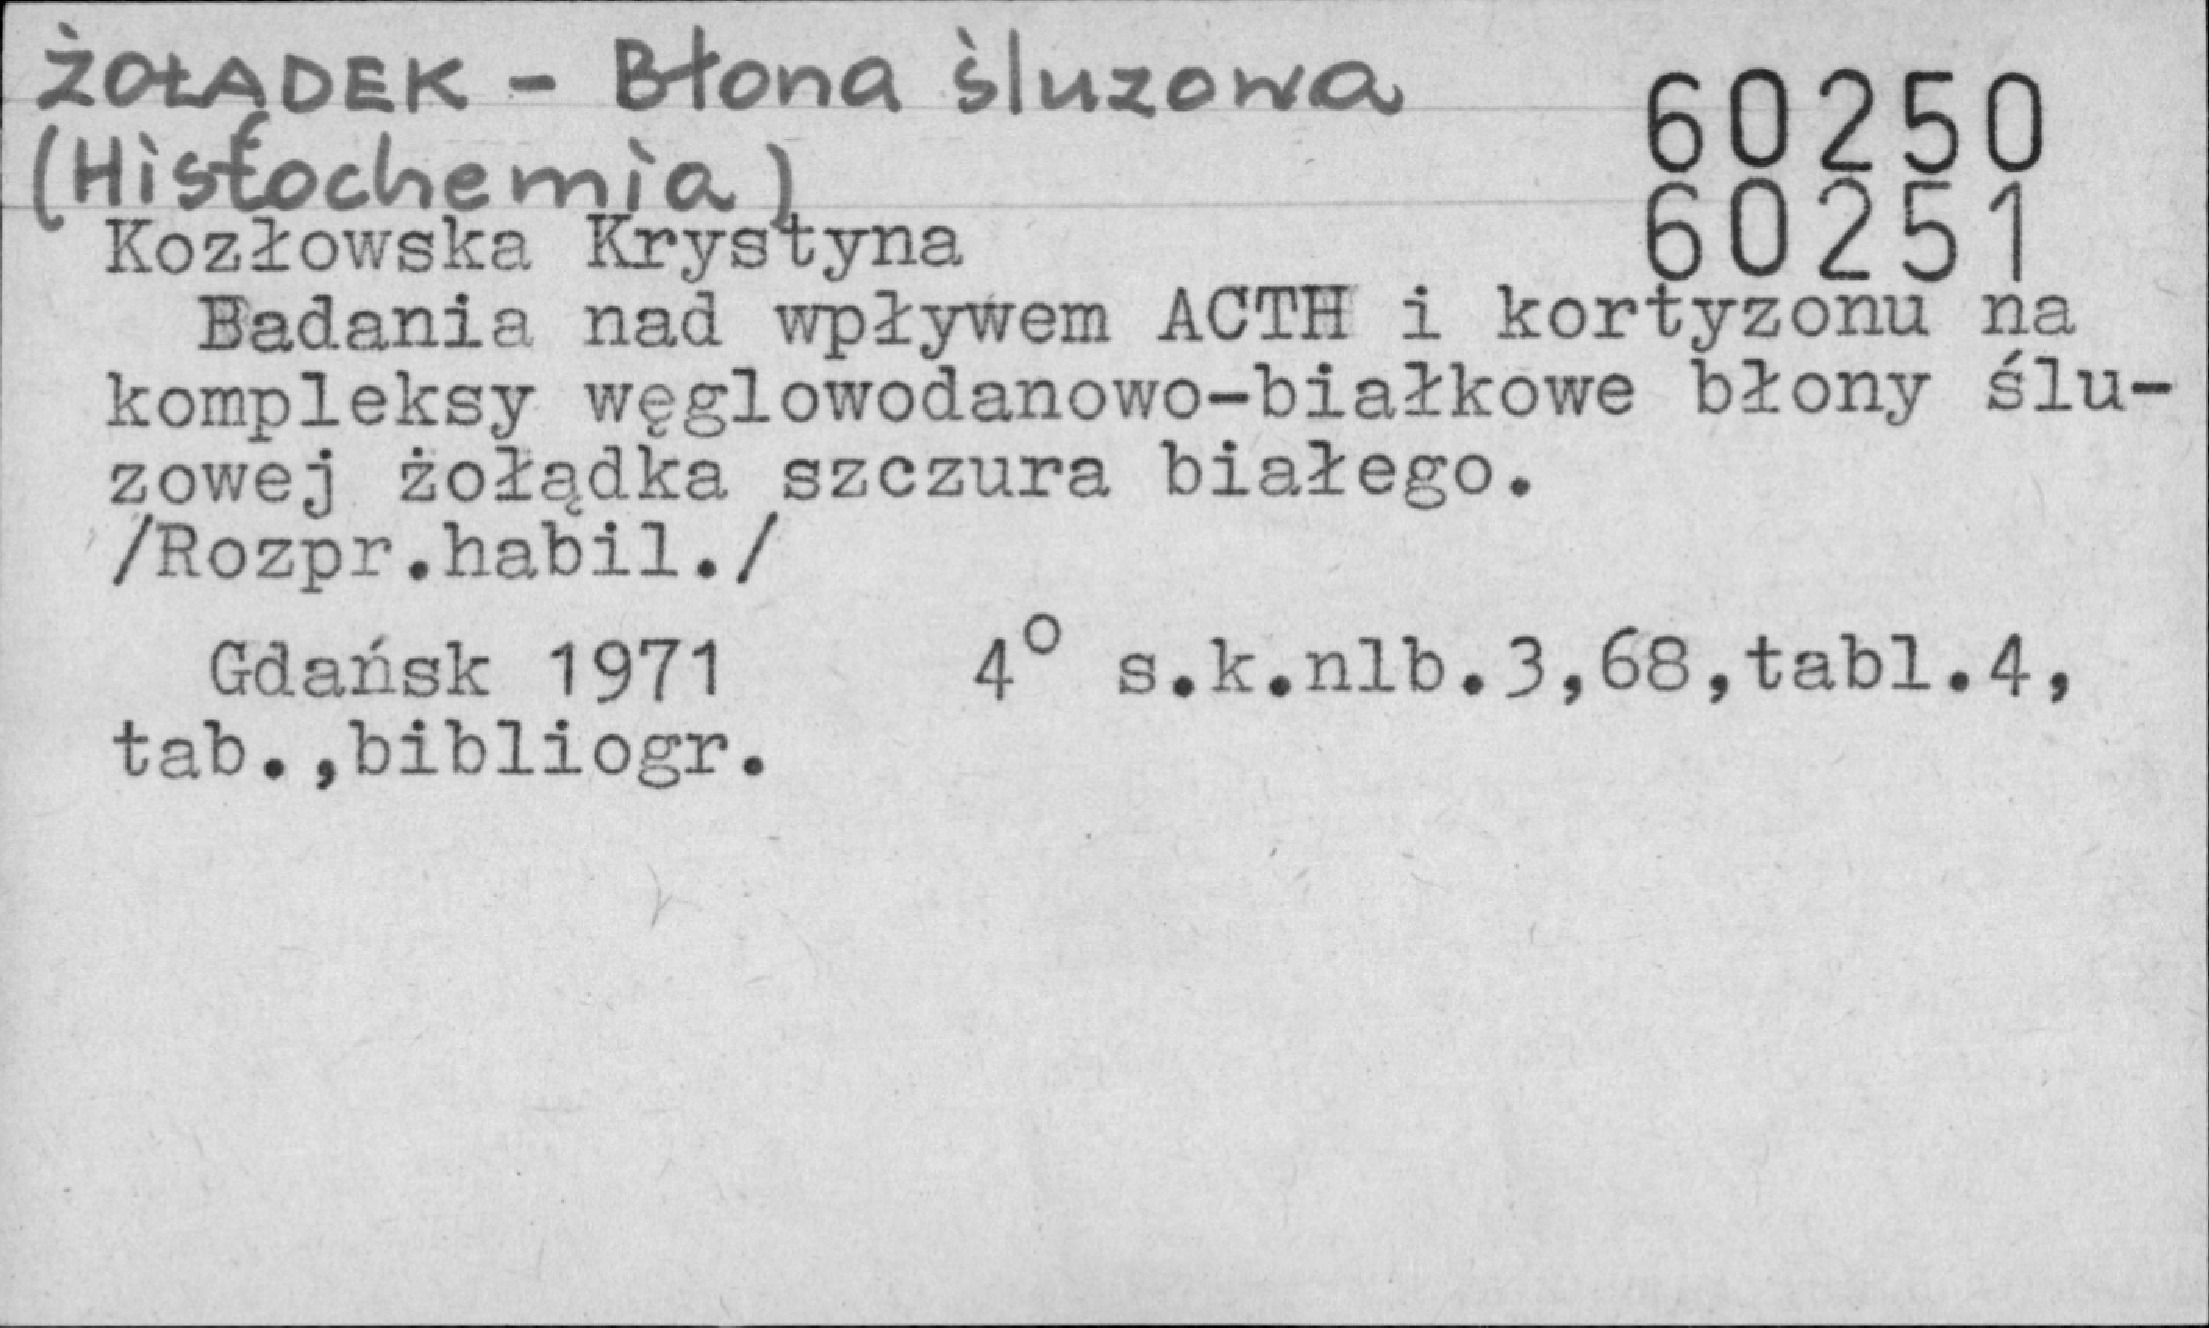 ŻOŁĄDEK - Błona śluzowa
(Histochemia)
60250
60251
Kozłowska Krystyna
Badania nad wpływem ACTH i kortyzonu na
kompleksy węglowodanowo-białkowe błony ślu-
zowej żołądka szczura białego.
/Rozpr.habil./
Gdańsk 1971 4° s.k.nlb.3,68,tabl.4,
tab.,bibliogr.